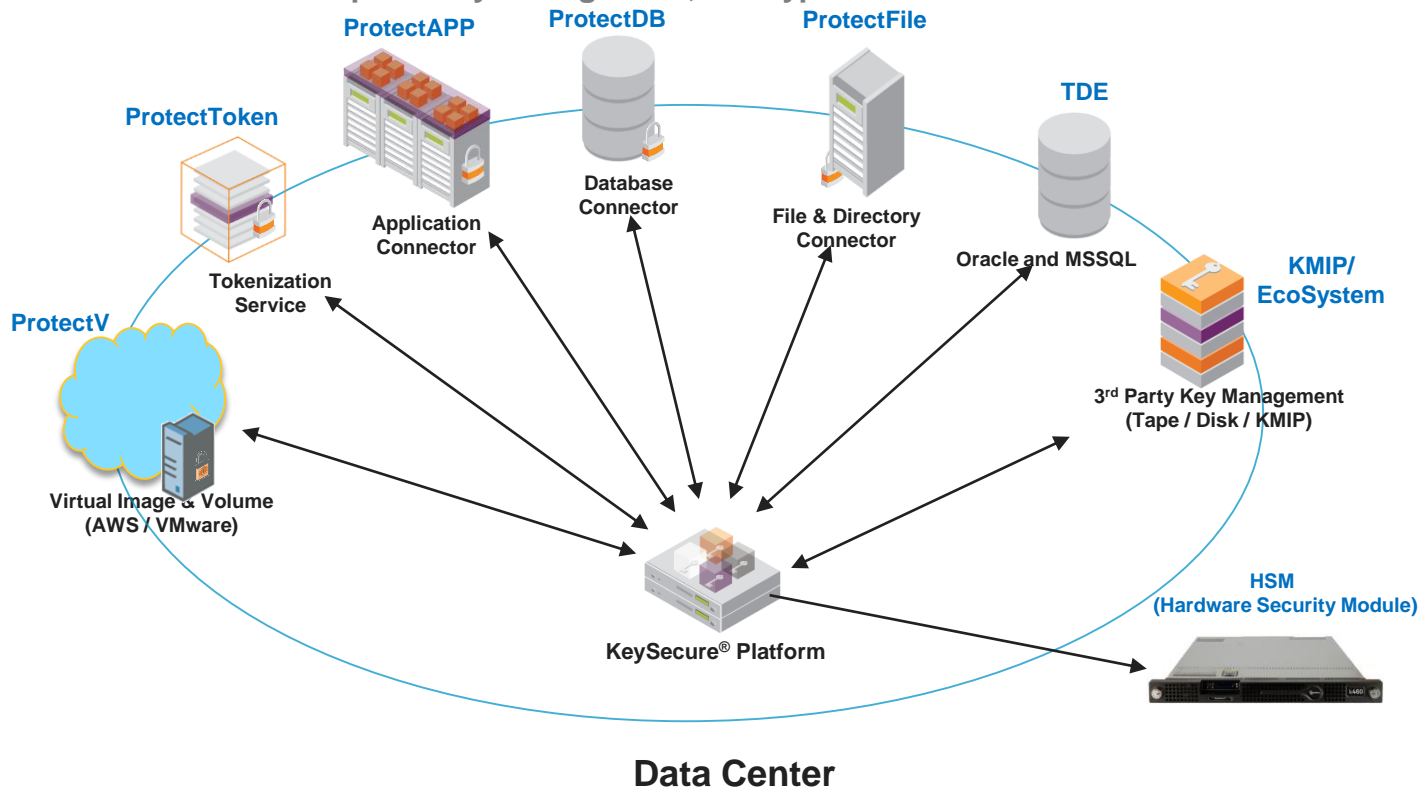 ProtectAPP
ProtectDB
ProtectFile
TDE
ProtectToken
Database
Connector
Application
Connector
File & Directory
Connector
Oracle and MSSQL
KMIP/
EcoSystem
Tokenization
Service
ProtectV
3rd Party Key Management
(Tape / Disk / KMIP)
Virtual Image & Volume
(AWS / VMware)
HSM
(Hardware Security Module)
KeySecure® Platform
k460
Data Center